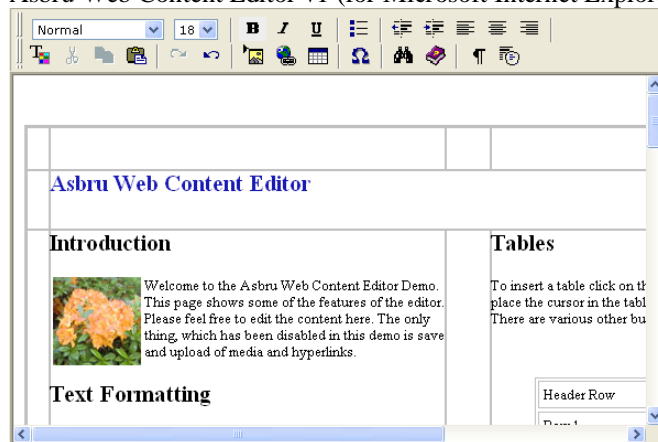 Asbru Web Content Editor v1 (for Microsoft Internet Explor
Normal 18 B I U
Asbru Web Content Editor
Introduction
Welcome to the Asbru Web Content Editor Demo.
This page shows some of the features of the editor.
Please feel free to edit the content here. The only
thing, which has been disabled in this demo is save
and upload of media and hyperlinks.
Text Formatting
Tables
To insert a table click on th
place the cursor in the tabl
There are various other bu
Header Row